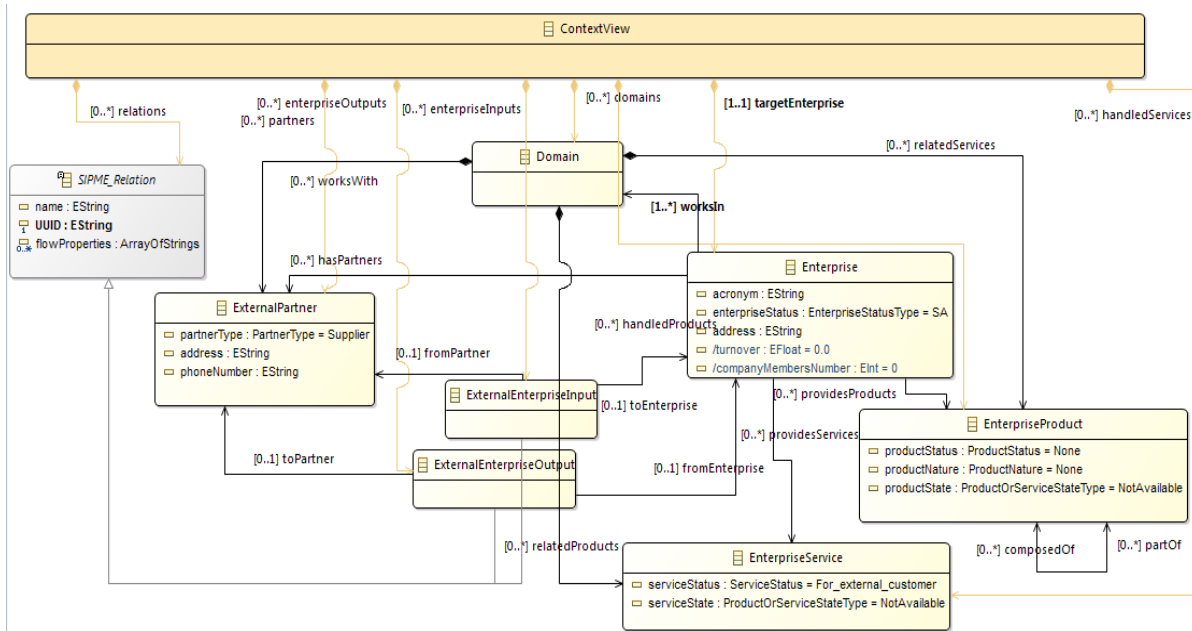 ContextView
[0..*] relations
[0..*] enterpriseOutputs
[0..*] partners
[0..*] enterpriseInputs
[0..*] domains
[1..1] targetEnterprise
[0..*] handledServices
Domain
[0..*] relatedServices
[0..*] worksWith
[1..*] worksIn
SIPME_Relation
name : EString
1
UUID : EString
0..*
flowProperties : ArrayOfStrings
[0..*] hasPartners
Enterprise
acronym : EString
enterpriseStatus : EnterpriseStatusType = SA
address : EString
/turnover : EFloat = 0.0
/companyMembersNumber : EInt = 0
ExternalPartner
partnerType : PartnerType = Supplier
address : EString
phoneNumber : EString
[0..*] handledProducts
[0..1] fromPartner
ExternalEnterpriseInput
[0..1] toEnterprise
[0..*] providesProducts
EnterpriseProduct
productStatus : ProductStatus = None
productNature : ProductNature = None
productState : ProductOrServiceStateType = NotAvailable
[0..*] providesServices
[0..1] toPartner
ExternalEnterpriseOutput
[0..1] fromEnterprise
[0..*] relatedProducts
[0..*] composedOf
[0..*] partOf
EnterpriseService
serviceStatus : ServiceStatus = For_external_customer
serviceState : ProductOrServiceStateType = NotAvailable